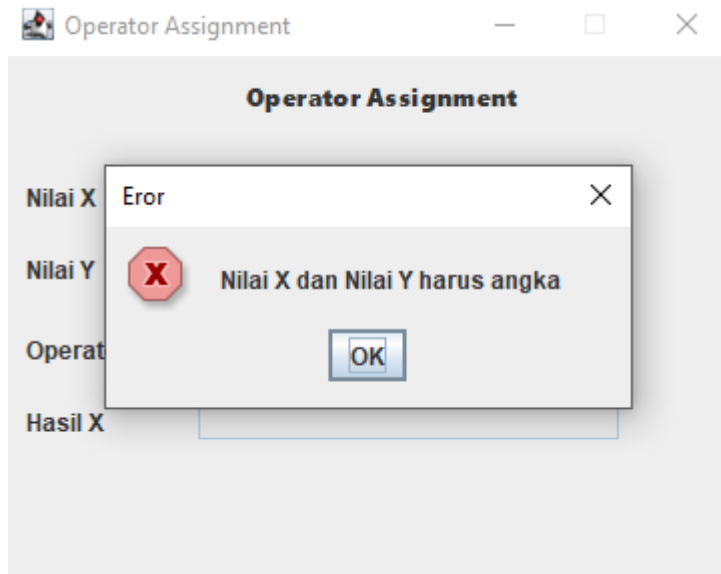 Operator Assignment
Operator Assignment
Nilai X
Eror
Nilai Y
Nilai X dan Nilai Y harus angka
OK
Operat
Hasil X